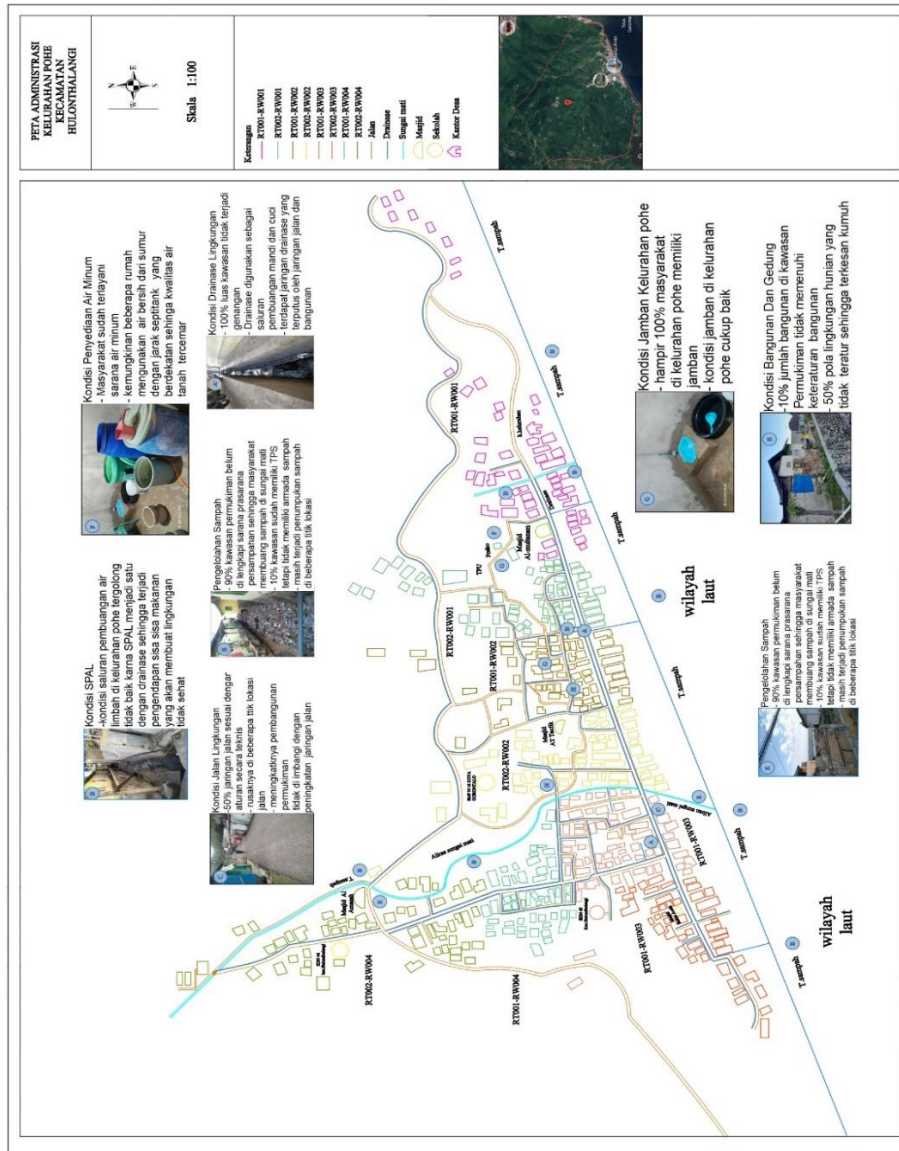 PETA ADMINISTRASI
KELURAHAN POHE
KECAMATAN
HULONTHALANGI
E
S
Skala 1:100
Keterangan
RT001-RW001
RT002-RW001
RT001-RW002
RT002-RW002
RT001-RW003
RT002-RW003
RT001-RW004
RT002-RW004
Jalan
Drainase
Sungai mati
Masjid
Sekolah
Kantor Desa
Kondisi SPAL
-kondisi saluran pembuangan air
limbah di kelurahan pohe tergolong
tidak baik karna SPAL menjadi satu
dengan drainase sehingga terjadi
pengendapan sisa sisa makanan
yang akan membuat lingkungan
tidak sehat
Kondisi Penyediaan Air Minum
- Masyarakat sudah terlayani
sarana air minum
- kemungkinan beberapa rumah
mengunakan air bersih dari sumur
dengan jarak septitank yang
berdekatan sehingga kwalitas air
tanah tercemar
Kondisi Jalan Lingkungan
-50% jaringan jalan sesuai dengar
aturan secara teknis
- rusaknya di beberapa ttik lokasi
jalan
- meningkatknya pembangunan
permukiman
tidak di imbangi dengan
peningkatan jaringan jalan
Pengelolahan Sampah
- 90% kawasan permukiman belum
di lengkapi sarana prasarana
persampahan sehingga masyarakat
membuang sampah di sungai mati
- 10% kawasan sudah memiliki TPS
tetapi tidak memiliki armada sampah
- masih terjadi penumpukan sampah
di beberapa titik lokasi
Kondisi Drainase Lingkungan
- 100% luas kawasan tidak terjadi
genangan
- Drainase digunakan sebagai
saluran
pembuangan mandi dan cuci
- terdapat jaringan drainase yang
terputus oleh jaringan jalan dan
bangunan
RT001-RW001
RT002-RW001
RT001-RW002
RT002-RW002
RT002-RW004
RT001-RW004
RT001-RW003
RT001-RW003
Aliran sungai mati
Aliran sungai mati
T.sampah
T.sampah
T.sampah
T.sampah
T.sampah
T.sampah
T.sampah
TPU
Masjid
Masjid
AT Taufik
Masjid Al
wilayah
laut
wilayah
laut
Kondisi Jamban Kelurahan pohe
- hampir 100% masyarakat
di kelurahan pohe memiliki
jamban
- kondisi jamban di kelurahan
pohe cukup baik
Pengelolahan Sampah
- 90% kawasan permukiman belum
di lengkapi sarana prasarana
persampahan sehingga masyarakat
membuang sampah di sungai mati
- 10% kawasan sudah memiliki TPS
tetapi tidak memiliki armada sampah
- masih terjadi penumpukan sampah
di beberapa titik lokasi
Kondisi Bangunan Dan Gedung
-10% jumlah bangunan di kawasan
Permukiman tidak memenuhi
keteraturan bangunan
- 50% pola lingkungan hunian yang
tidak teratur sehingga terkesan kumuh